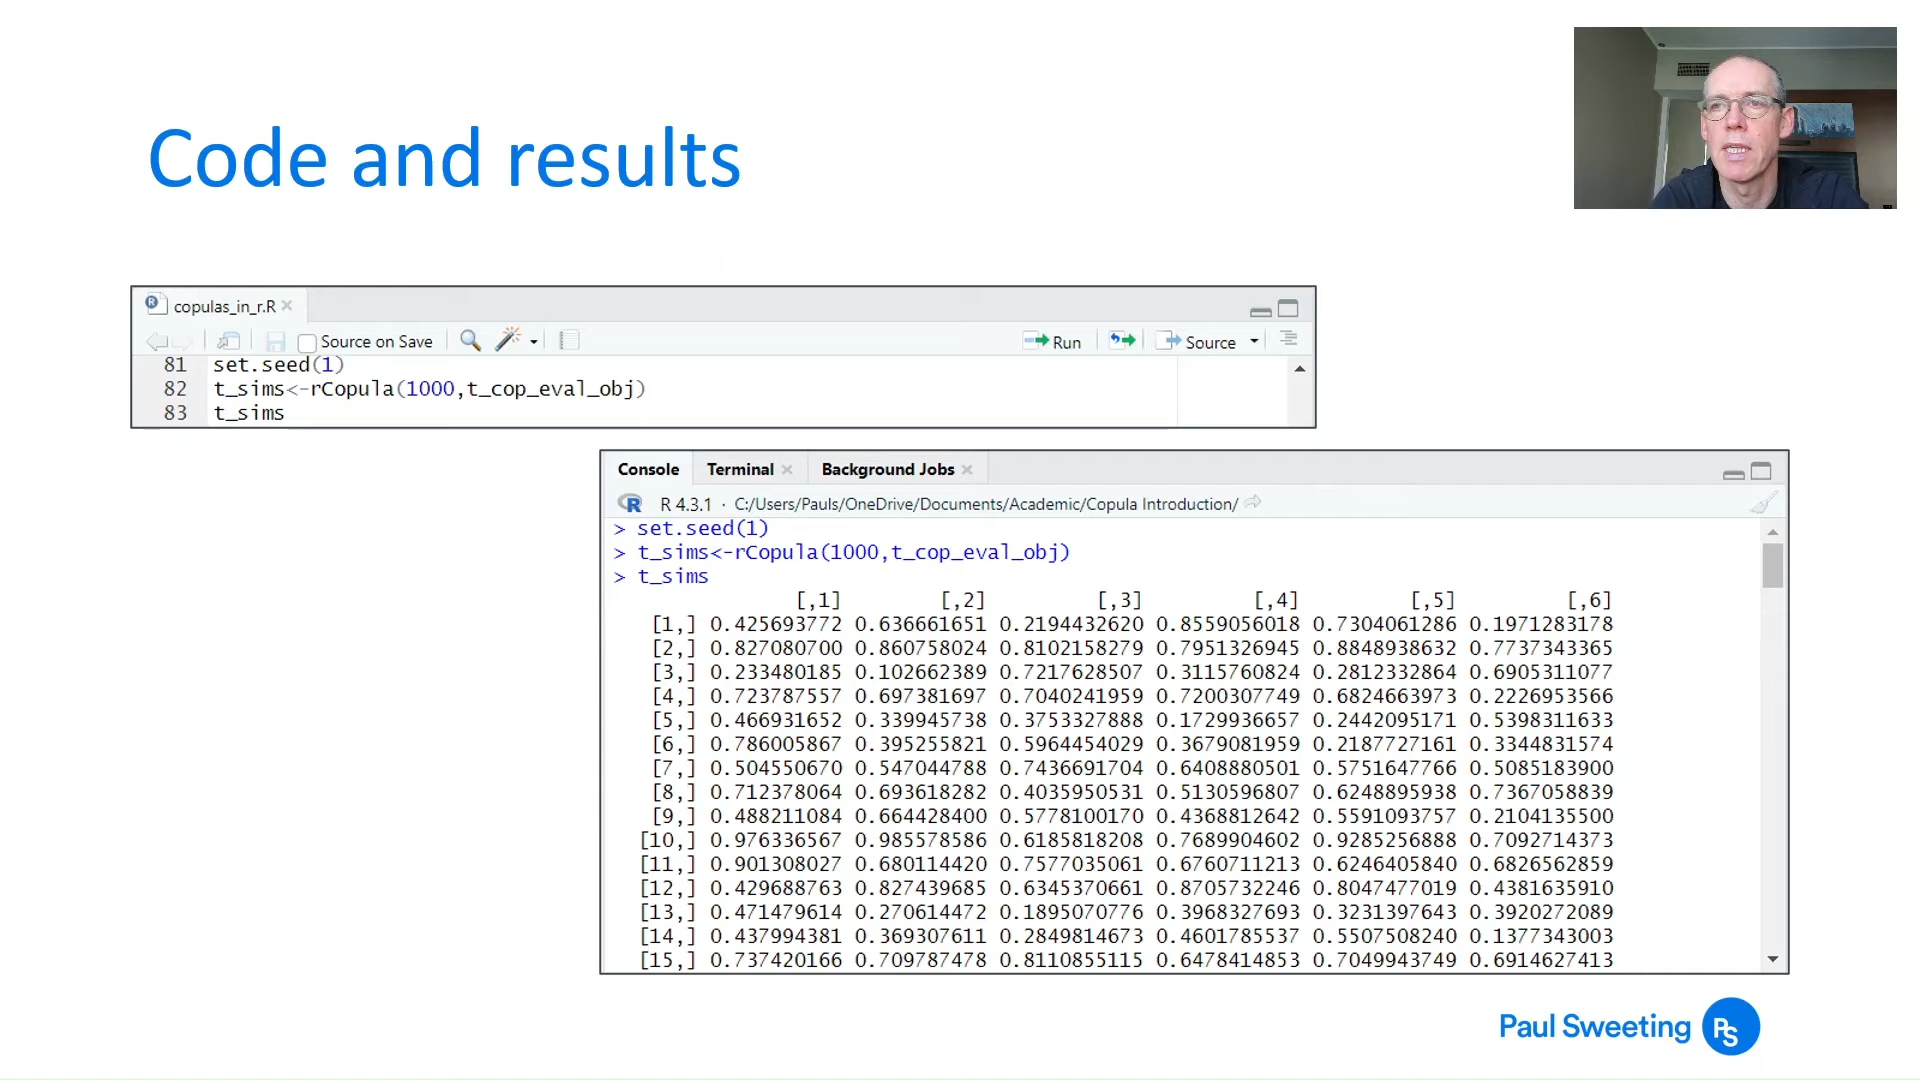 Code and results
copulas_in_r.R
Source on Save
Run
Source
81 set.seed(1)
82 t_sims<-rCopula(1000,t_cop_eval_obj)
83 t_sims
Console Terminal Background Jobs
R 4.3.1 · C:/Users/Pauls/OneDrive/Documents/Academic/Copula Introduction/
> set.seed(1)
> t_sims<-rCopula(1000,t_cop_eval_obj)
> t_sims
[,1] [,2] [,3] [,4] [,5] [,6]
[1,] 0.425693772 0.636661651 0.2194432620 0.8559056018 0.7304061286 0.1971283178
[2,] 0.827080700 0.860758024 0.8102158279 0.7951326945 0.8848938632 0.7737343365
[3,] 0.233480185 0.102662389 0.7217628507 0.3115760824 0.2812332864 0.6905311077
[4,] 0.723787557 0.697381697 0.7040241959 0.7200307749 0.6824663973 0.2226953566
[5,] 0.466931652 0.339945738 0.3753327888 0.1729936657 0.2442095171 0.5398311633
[6,] 0.786005867 0.395255821 0.5964454029 0.3679081959 0.2187727161 0.3344831574
[7,] 0.504550670 0.547044788 0.7436691704 0.6408880501 0.5751647766 0.5085183900
[8,] 0.712378064 0.693618282 0.4035950531 0.5130596807 0.6248895938 0.7367058839
[9,] 0.488211084 0.664428400 0.5778100170 0.4368812642 0.5591093757 0.2104135500
[10,] 0.976336567 0.985578586 0.6185818208 0.7689904602 0.9285256888 0.7092714373
[11,] 0.901308027 0.680114420 0.7577035061 0.6760711213 0.6246405840 0.6826562859
[12,] 0.429688763 0.827439685 0.6345370661 0.8705732246 0.8047477019 0.4381635910
[13,] 0.471479614 0.270614472 0.1895070776 0.3968327693 0.3231397643 0.3920272089
[14,] 0.437994381 0.369307611 0.2849814673 0.4601785537 0.5507508240 0.1377343003
[15,] 0.737420166 0.709787478 0.8110855115 0.6478414853 0.7049943749 0.6914627413
Paul Sweeting PS